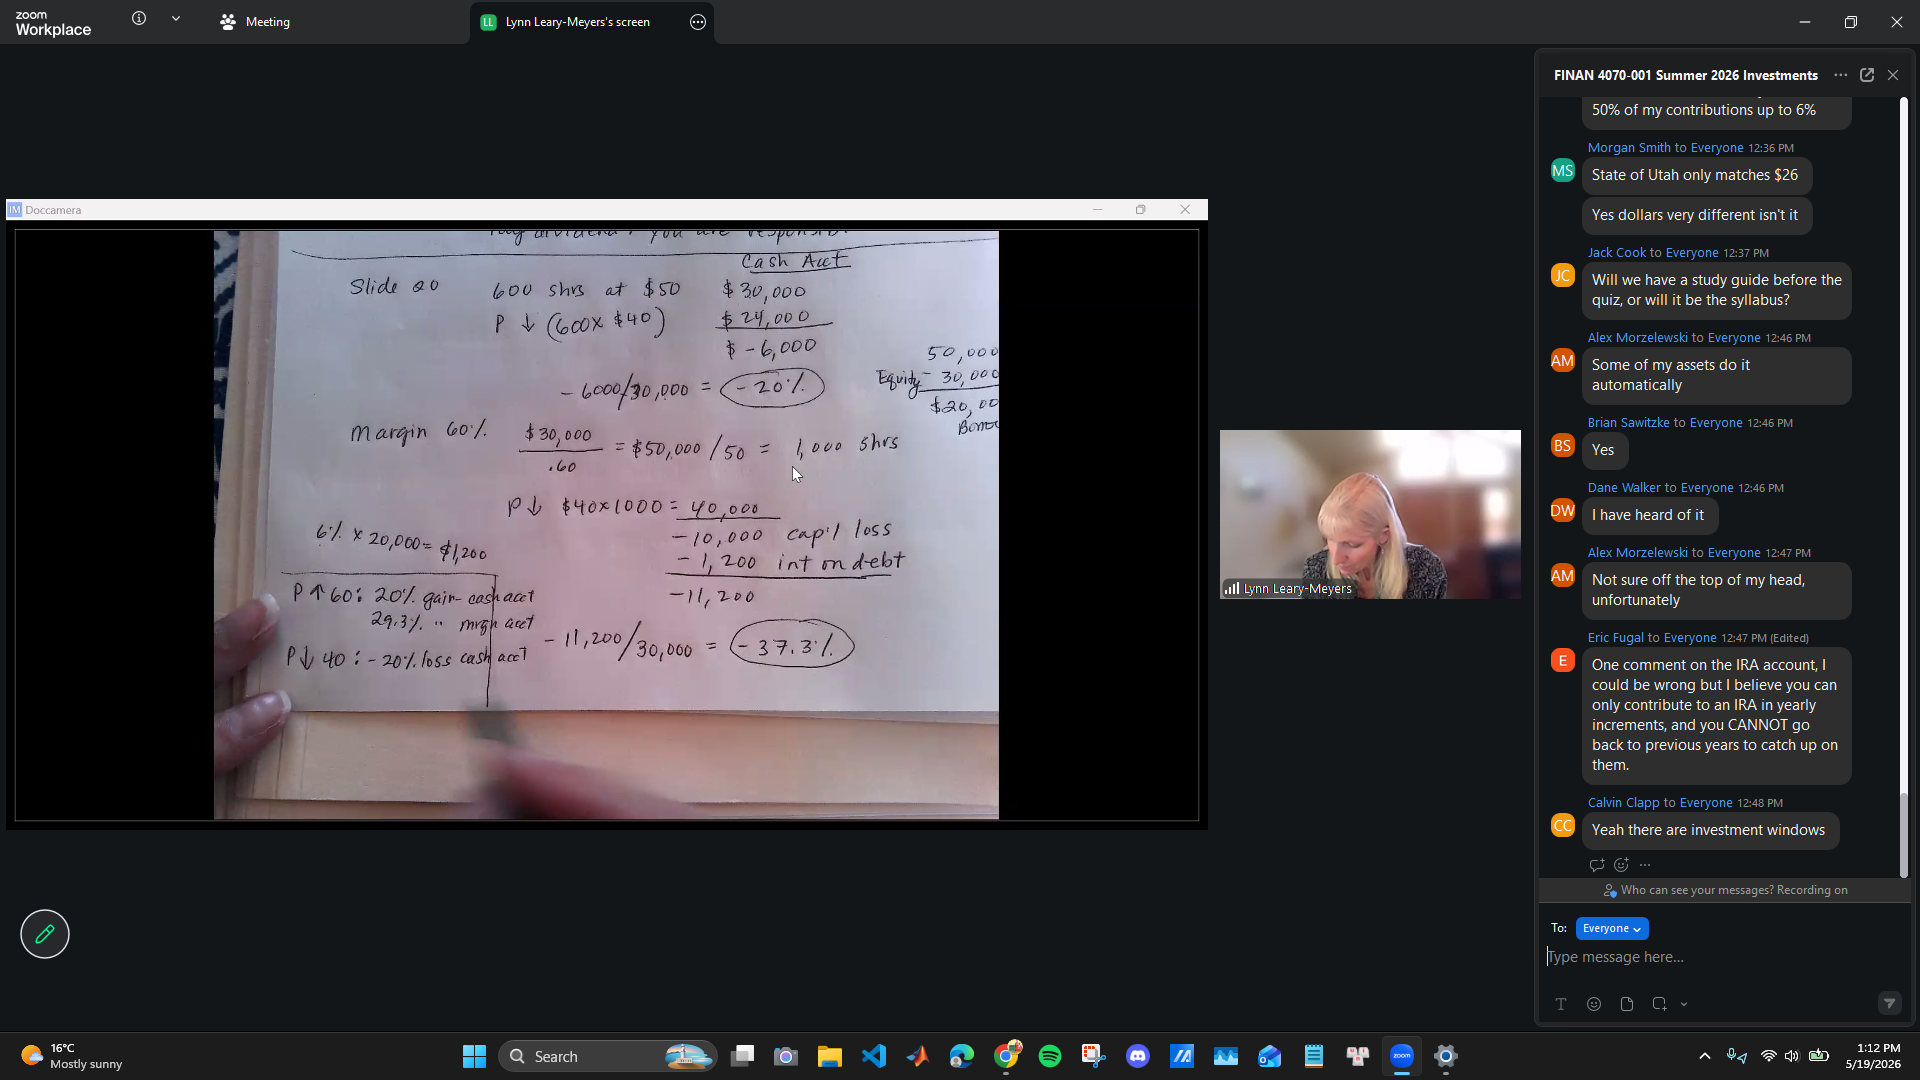 zoom
Workplace
Meeting
LL Lynn Leary-Meyers's screen
FINAN 4070-001 Summer 2026 Investments
50% of my contributions up to 6%
Morgan Smith to Everyone 12:36 PM
MS
State of Utah only matches $26
Yes dollars very different isn't it
Jack Cook to Everyone 12:37 PM
JC
Will we have a study guide before the
quiz, or will it be the syllabus?
Alex Morzelewski to Everyone 12:46 PM
AM
Some of my assets do it
automatically
Brian Sawitzke to Everyone 12:46 PM
BS
Yes
Dane Walker to Everyone 12:46 PM
DW
I have heard of it
Alex Morzelewski to Everyone 12:47 PM
AM
Not sure off the top of my head,
unfortunately
Eric Fugal to Everyone 12:47 PM (Edited)
E
One comment on the IRA account, I
could be wrong but I believe you can
only contribute to an IRA in yearly
increments, and you CANNOT go
back to previous years to catch up on
them.
Calvin Clapp to Everyone 12:48 PM
CC
Yeah there are investment windows
Who can see your messages? Recording on
To: Everyone
Type message here...
IM Doccamera
Pay dividend? You are
Cash Acct
Slide 20 600 shrs at $50 $30,000
P ↓ (600x $40) $24,000
$ -6,000
-6000/30,000 = -20%
50,000
Equity - 30,000
$20,00
Margin 60% $30,000 / .60 = $50,000 / 50 = 1,000 shrs
P↓ $40x1000 = 40,000
-10,000 cap'l loss
-1,200 int on debt
-11,200
6% x 20,000= $1,200
P↑60: 20% gain- cash acct
29.3% " mrgn acct
P↓ 40: -20% loss cash acct
-11,200/30,000 = -37.3%
Lynn Leary-Meyers
16°C
Mostly sunny
Search
zoom
1:12 PM
5/19/2026